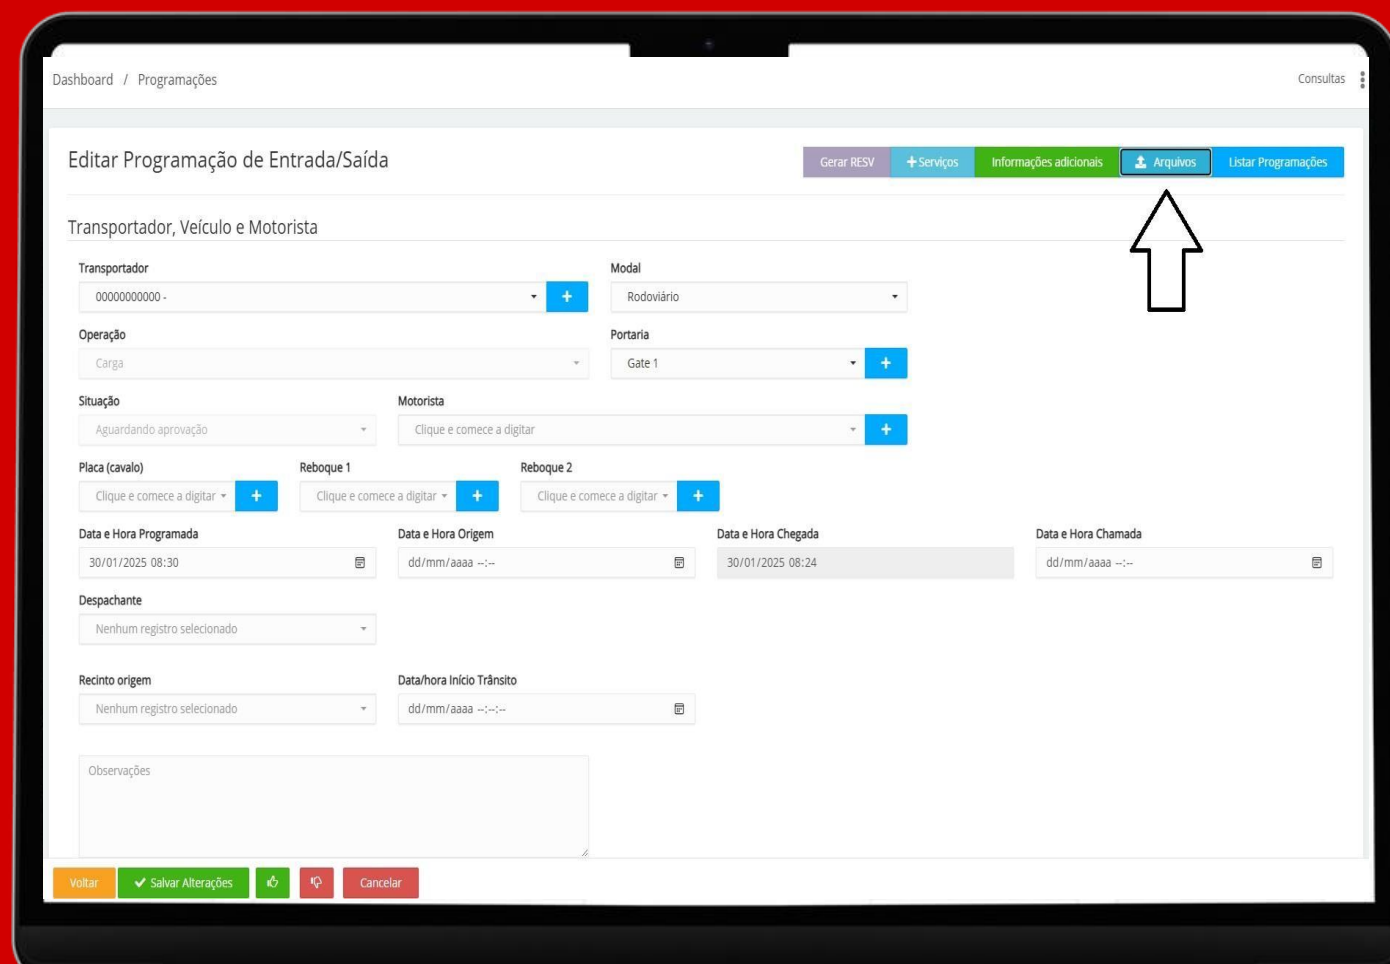 Dashboard / Programações
Consultas
Editar Programação de Entrada/Saída
Gerar RESV
+ Serviços
Informações adicionais
Arquivos
Listar Programações
Transportador, Veículo e Motorista
Transportador
Modal
00000000000 -
+
Rodoviário
Operação
Portaria
Carga
Gate 1
+
Situação
Motorista
Aguardando aprovação
Clique e comece a digitar
+
Placa (cavalo)
Reboque 1
Reboque 2
Clique e comece a digitar
+
Clique e comece a digitar
+
Clique e comece a digitar
+
Data e Hora Programada
Data e Hora Origem
Data e Hora Chegada
Data e Hora Chamada
30/01/2025 08:30
dd/mm/aaaa --:--
30/01/2025 08:24
dd/mm/aaaa --:--
Despachante
Nenhum registro selecionado
Recinto origem
Data/hora Início Trânsito
Nenhum registro selecionado
dd/mm/aaaa --:--:--
Observações
Voltar
Salvar Alterações
Cancelar